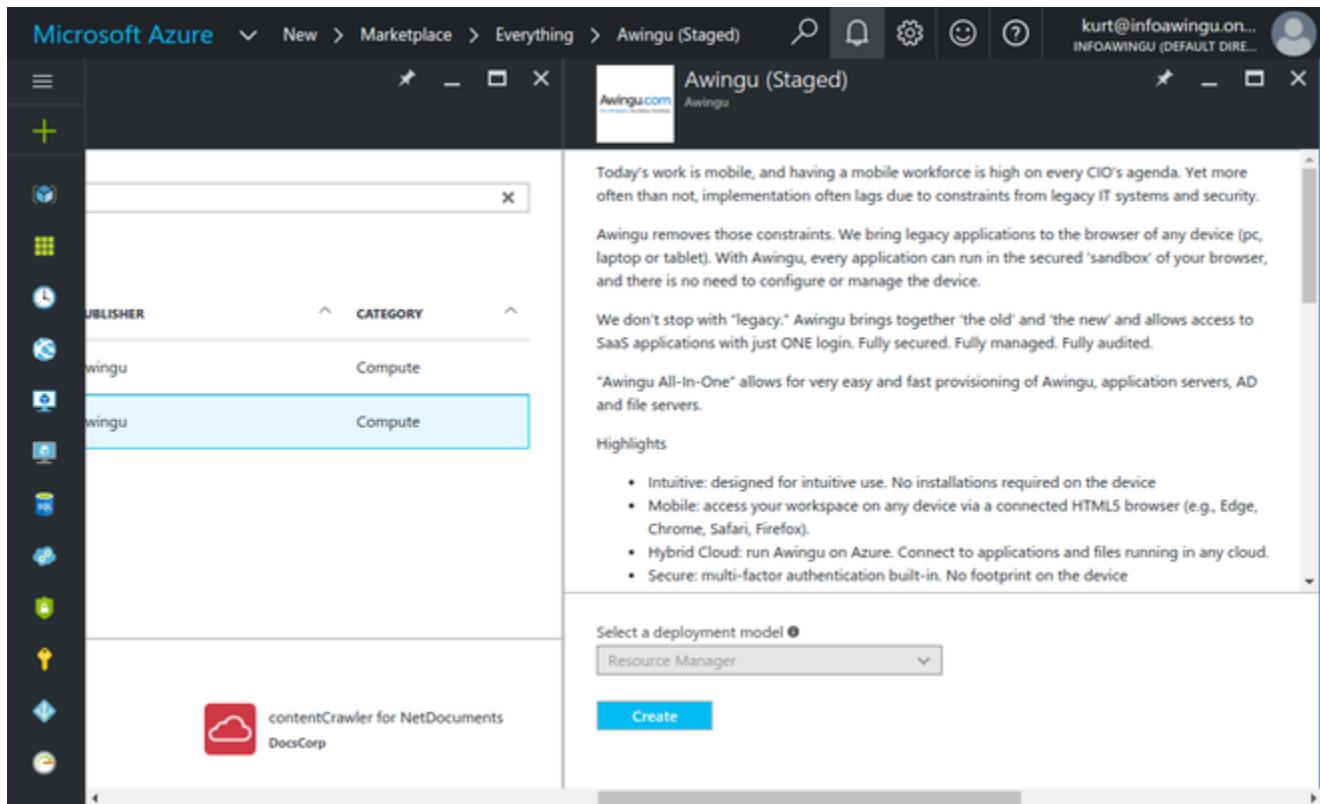 Microsoft Azure New > Marketplace > Everything > Awingu (Staged) kurt@infoawingu.on...
INFOAWINGU (DEFAULT DIRE...
Awingu.com
Awingu (Staged)
Awingu
UBLISHER CATEGORY
wingu Compute
wingu Compute
contentCrawler for NetDocuments
DocsCorp
Today's work is mobile, and having a mobile workforce is high on every CIO's agenda. Yet more
often than not, implementation often lags due to constraints from legacy IT systems and security.
Awingu removes those constraints. We bring legacy applications to the browser of any device (pc,
laptop or tablet). With Awingu, every application can run in the secured 'sandbox' of your browser,
and there is no need to configure or manage the device.
We don't stop with "legacy." Awingu brings together 'the old' and 'the new' and allows access to
SaaS applications with just ONE login. Fully secured. Fully managed. Fully audited.
"Awingu All-In-One" allows for very easy and fast provisioning of Awingu, application servers, AD
and file servers.
Highlights
• Intuitive: designed for intuitive use. No installations required on the device
• Mobile: access your workspace on any device via a connected HTML5 browser (e.g., Edge,
Chrome, Safari, Firefox).
• Hybrid Cloud: run Awingu on Azure. Connect to applications and files running in any cloud.
• Secure: multi-factor authentication built-in. No footprint on the device
Select a deployment model
Resource Manager
Create
SQL